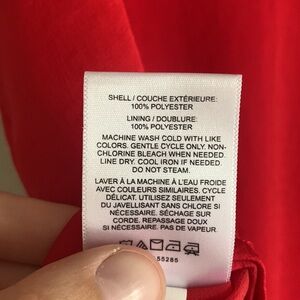 SHELL / COUCHE EXTÉRIEURE:
100% POLYESTER
LINING / DOUBLURE:
100% POLYESTER
MACHINE WASH COLD WITH LIKE
COLORS. GENTLE CYCLE ONLY. NON-
CHLORINE BLEACH WHEN NEEDED.
LINE DRY. COOL IRON IF NEEDED.
DO NOT STEAM.
LAVER À LA MACHINE À L'EAU FROIDE
AVEC COULEURS SIMILAIRES. CYCLE
DÉLICAT. UTILISEZ SEULEMENT
DU JAVELLISANT SANS CHLORE SI
NÉCESSAIRE. SÉCHAGE SUR
CORDE. REPASSAGE DOUX
SI NÉCESSAIRE. PAS DE VAPEUR.
55285